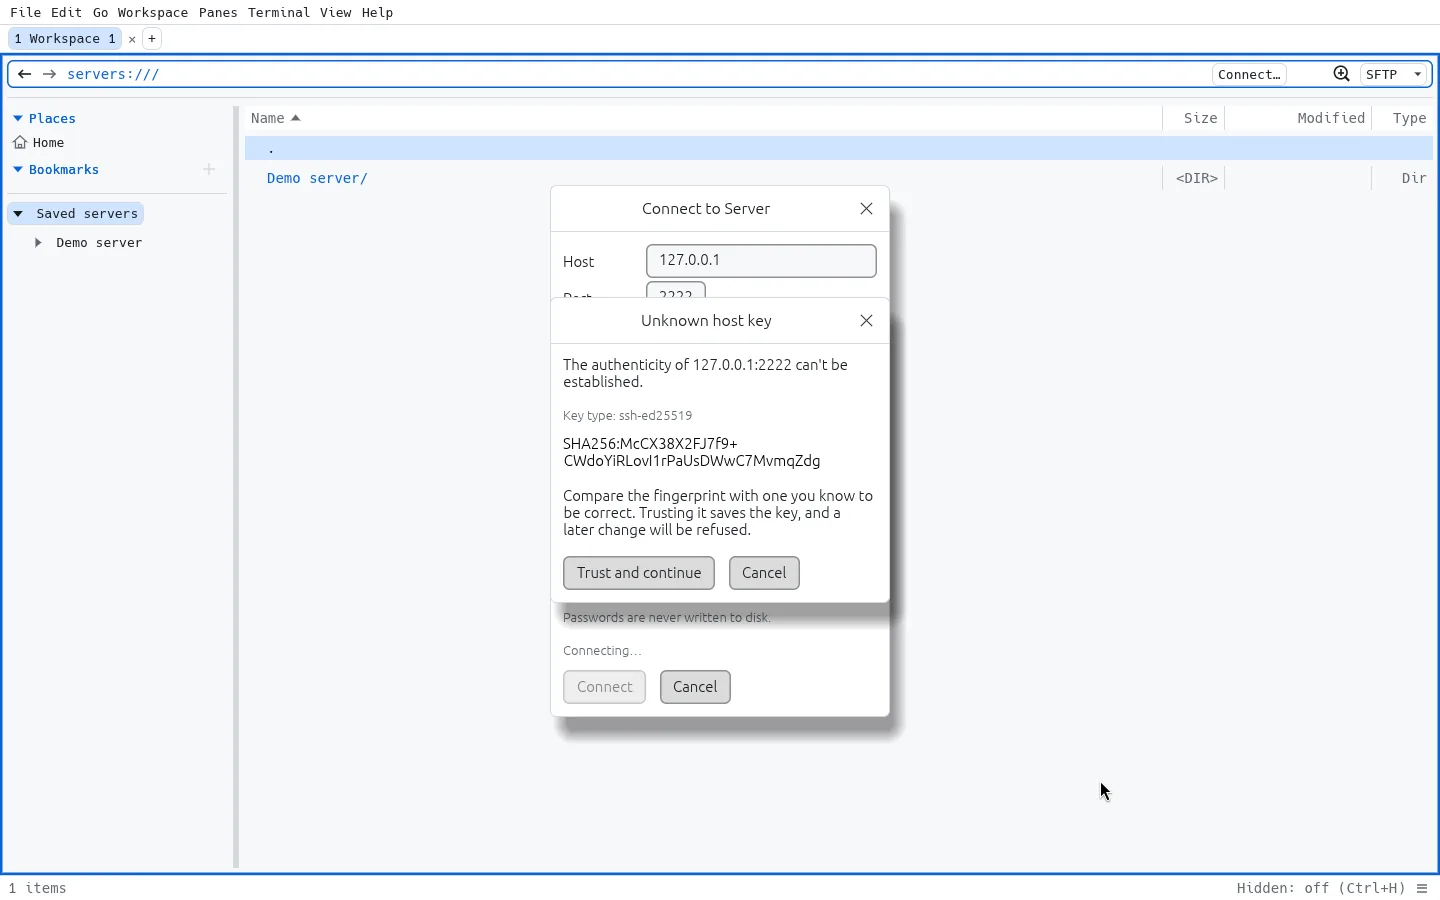 File Edit Go Workspace Panes Terminal View Help
1 Workspace 1 × +
servers:///
Connect…
SFTP
Places
Home
Bookmarks
Saved servers
Demo server
Name Size Modified Type
.
Demo server/ <DIR> Dir
Connect to Server
Host 127.0.0.1
Port 2222
Unknown host key
The authenticity of 127.0.0.1:2222 can't be
established.
Key type: ssh-ed25519
SHA256:McCX38X2FJ7f9+
CWdoYiRLovI1rPaUsDWwC7MvmqZdg
Compare the fingerprint with one you know to
be correct. Trusting it saves the key, and a
later change will be refused.
Trust and continue Cancel
Passwords are never written to disk.
Connecting…
Connect Cancel
1 items
Hidden: off (Ctrl+H)